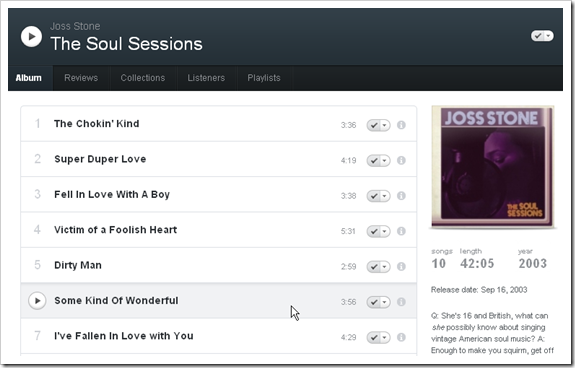 Joss Stone
The Soul Sessions
Album Reviews Collections Listeners Playlists
1 The Chokin' Kind 3:36
2 Super Duper Love 4:19
3 Fell In Love With A Boy 3:38
4 Victim of a Foolish Heart 5:31
5 Dirty Man 2:59
Some Kind Of Wonderful 3:56
7 I've Fallen In Love with You 4:29
JOSS STONE
THE SOUL
SESSIONS
songs length year
10 42:05 2003
Release date: Sep 16, 2003
Q: She's 16 and British, what can
she possibly know about singing
vintage American soul music? A:
Enough to make you squirm, get off